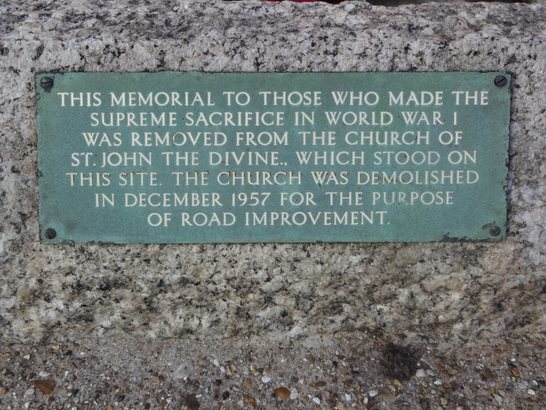 THIS MEMORIAL TO THOSE WHO MADE THE
SUPREME SACRIFICE IN WORLD WAR I
WAS REMOVED FROM THE CHURCH OF
ST. JOHN THE DIVINE., WHICH STOOD ON
THIS SITE. THE CHURCH WAS DEMOLISHED
IN DECEMBER 1957 FOR THE PURPOSE
OF ROAD IMPROVEMENT.